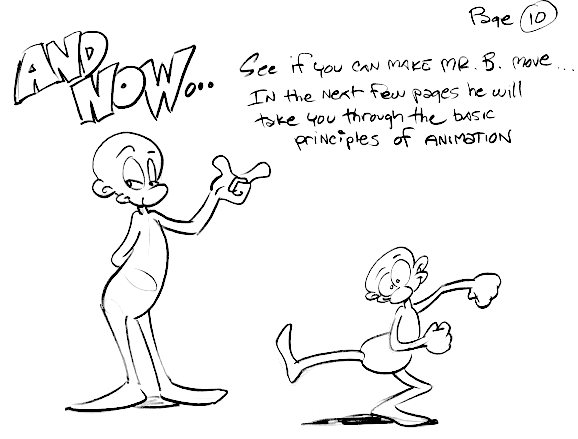 Page 10
AND
NOW...
See if you can make Mr. B. move...
In the next few pages he will
take you through the basic
principles of ANIMATION